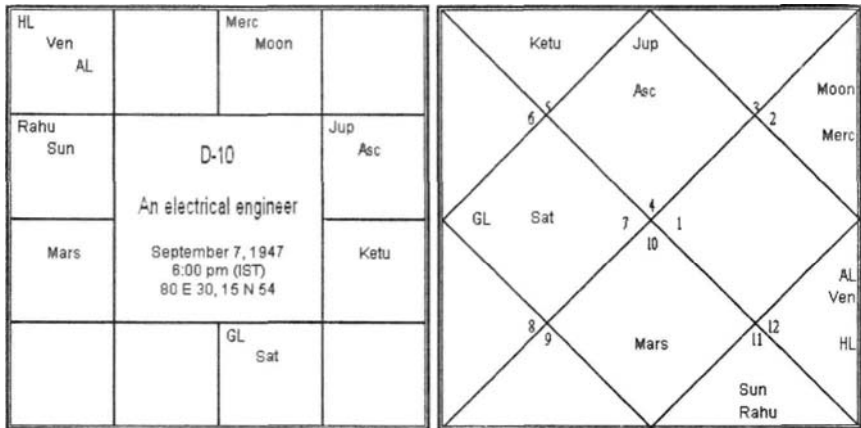 HL
Ven
AL
Merc
Moon
Rahu
Sun
Jup
Asc
D-10
An electrical engineer
September 7, 1947
6:00 pm (IST)
80 E 30, 15 N 54
Mars
Ketu
GL
Sat
Ketu
Jup
Asc
Moon
Merc
5
6
3
2
GL
Sat
4
7
1
10
AL
Ven
HL
8
9
12
11
Mars
Sun
Rahu